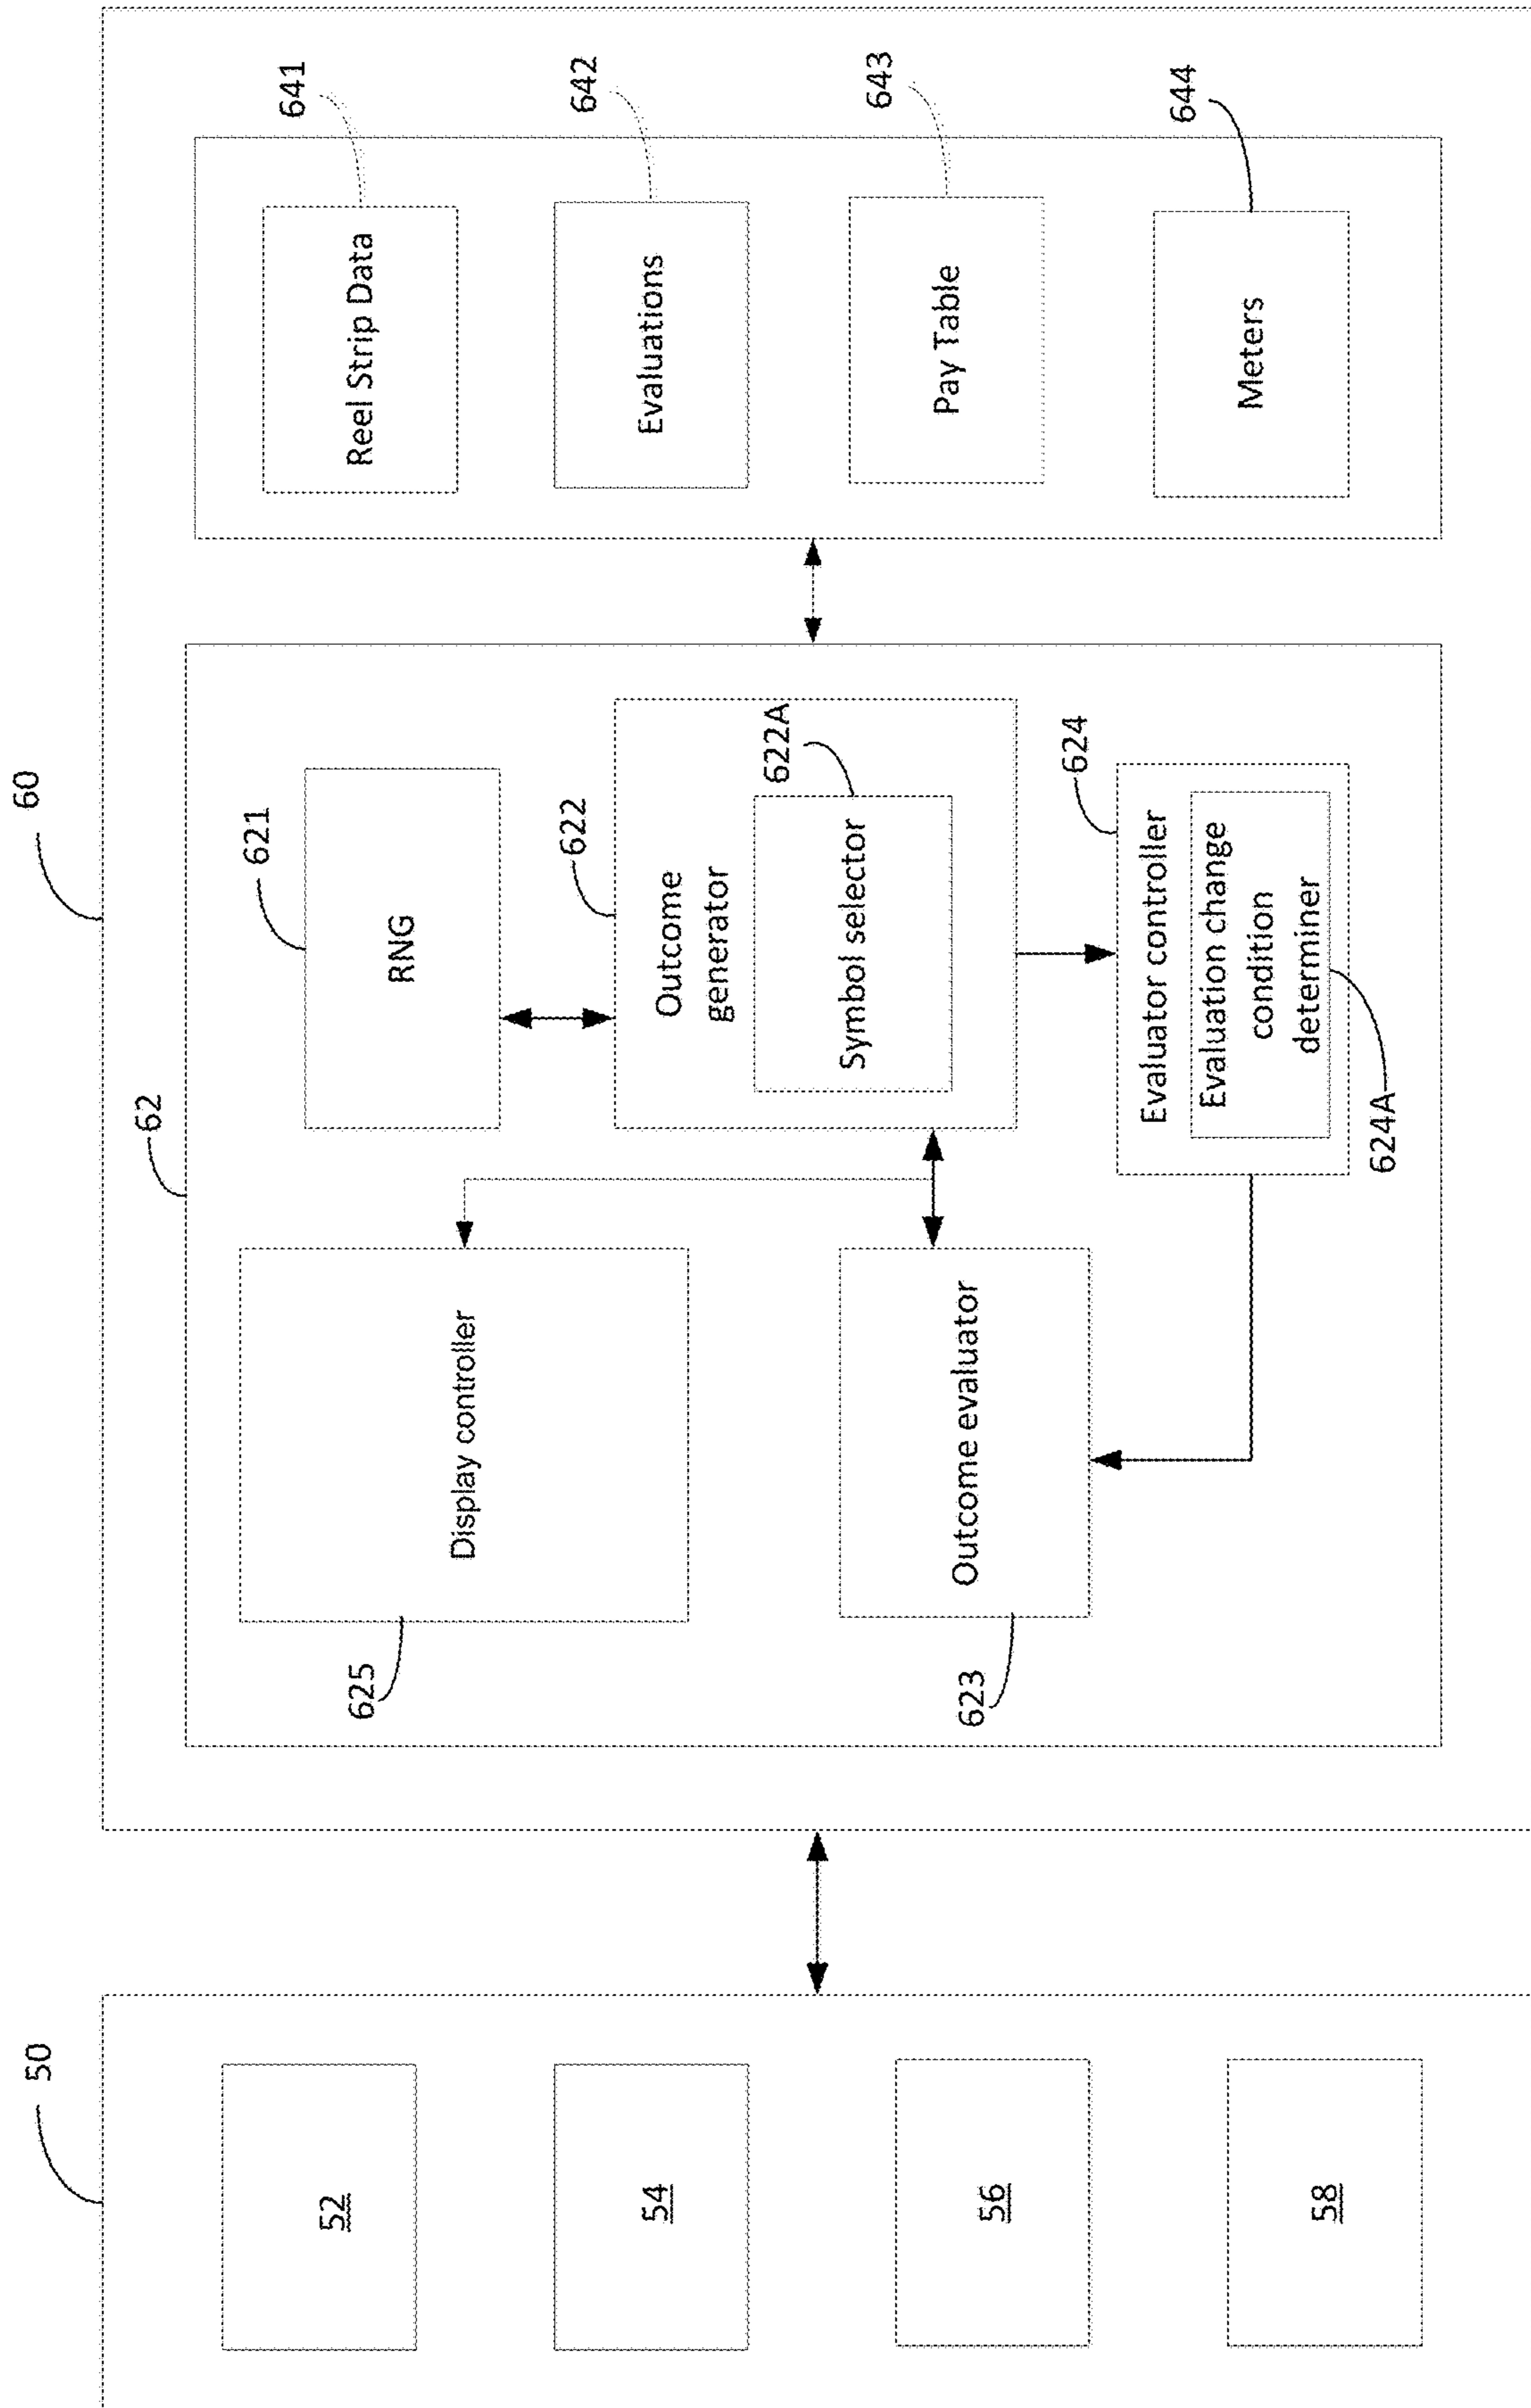 60
62
50
641
642
643
644
Reel Strip Data
Evaluations
Pay Table
Meters
621
RNG
622
Outcome
generator
622A
Symbol selector
624
Evaluator controller
Evaluation change
condition
determiner
624A
Display controller
625
Outcome evaluator
623
52
54
56
58